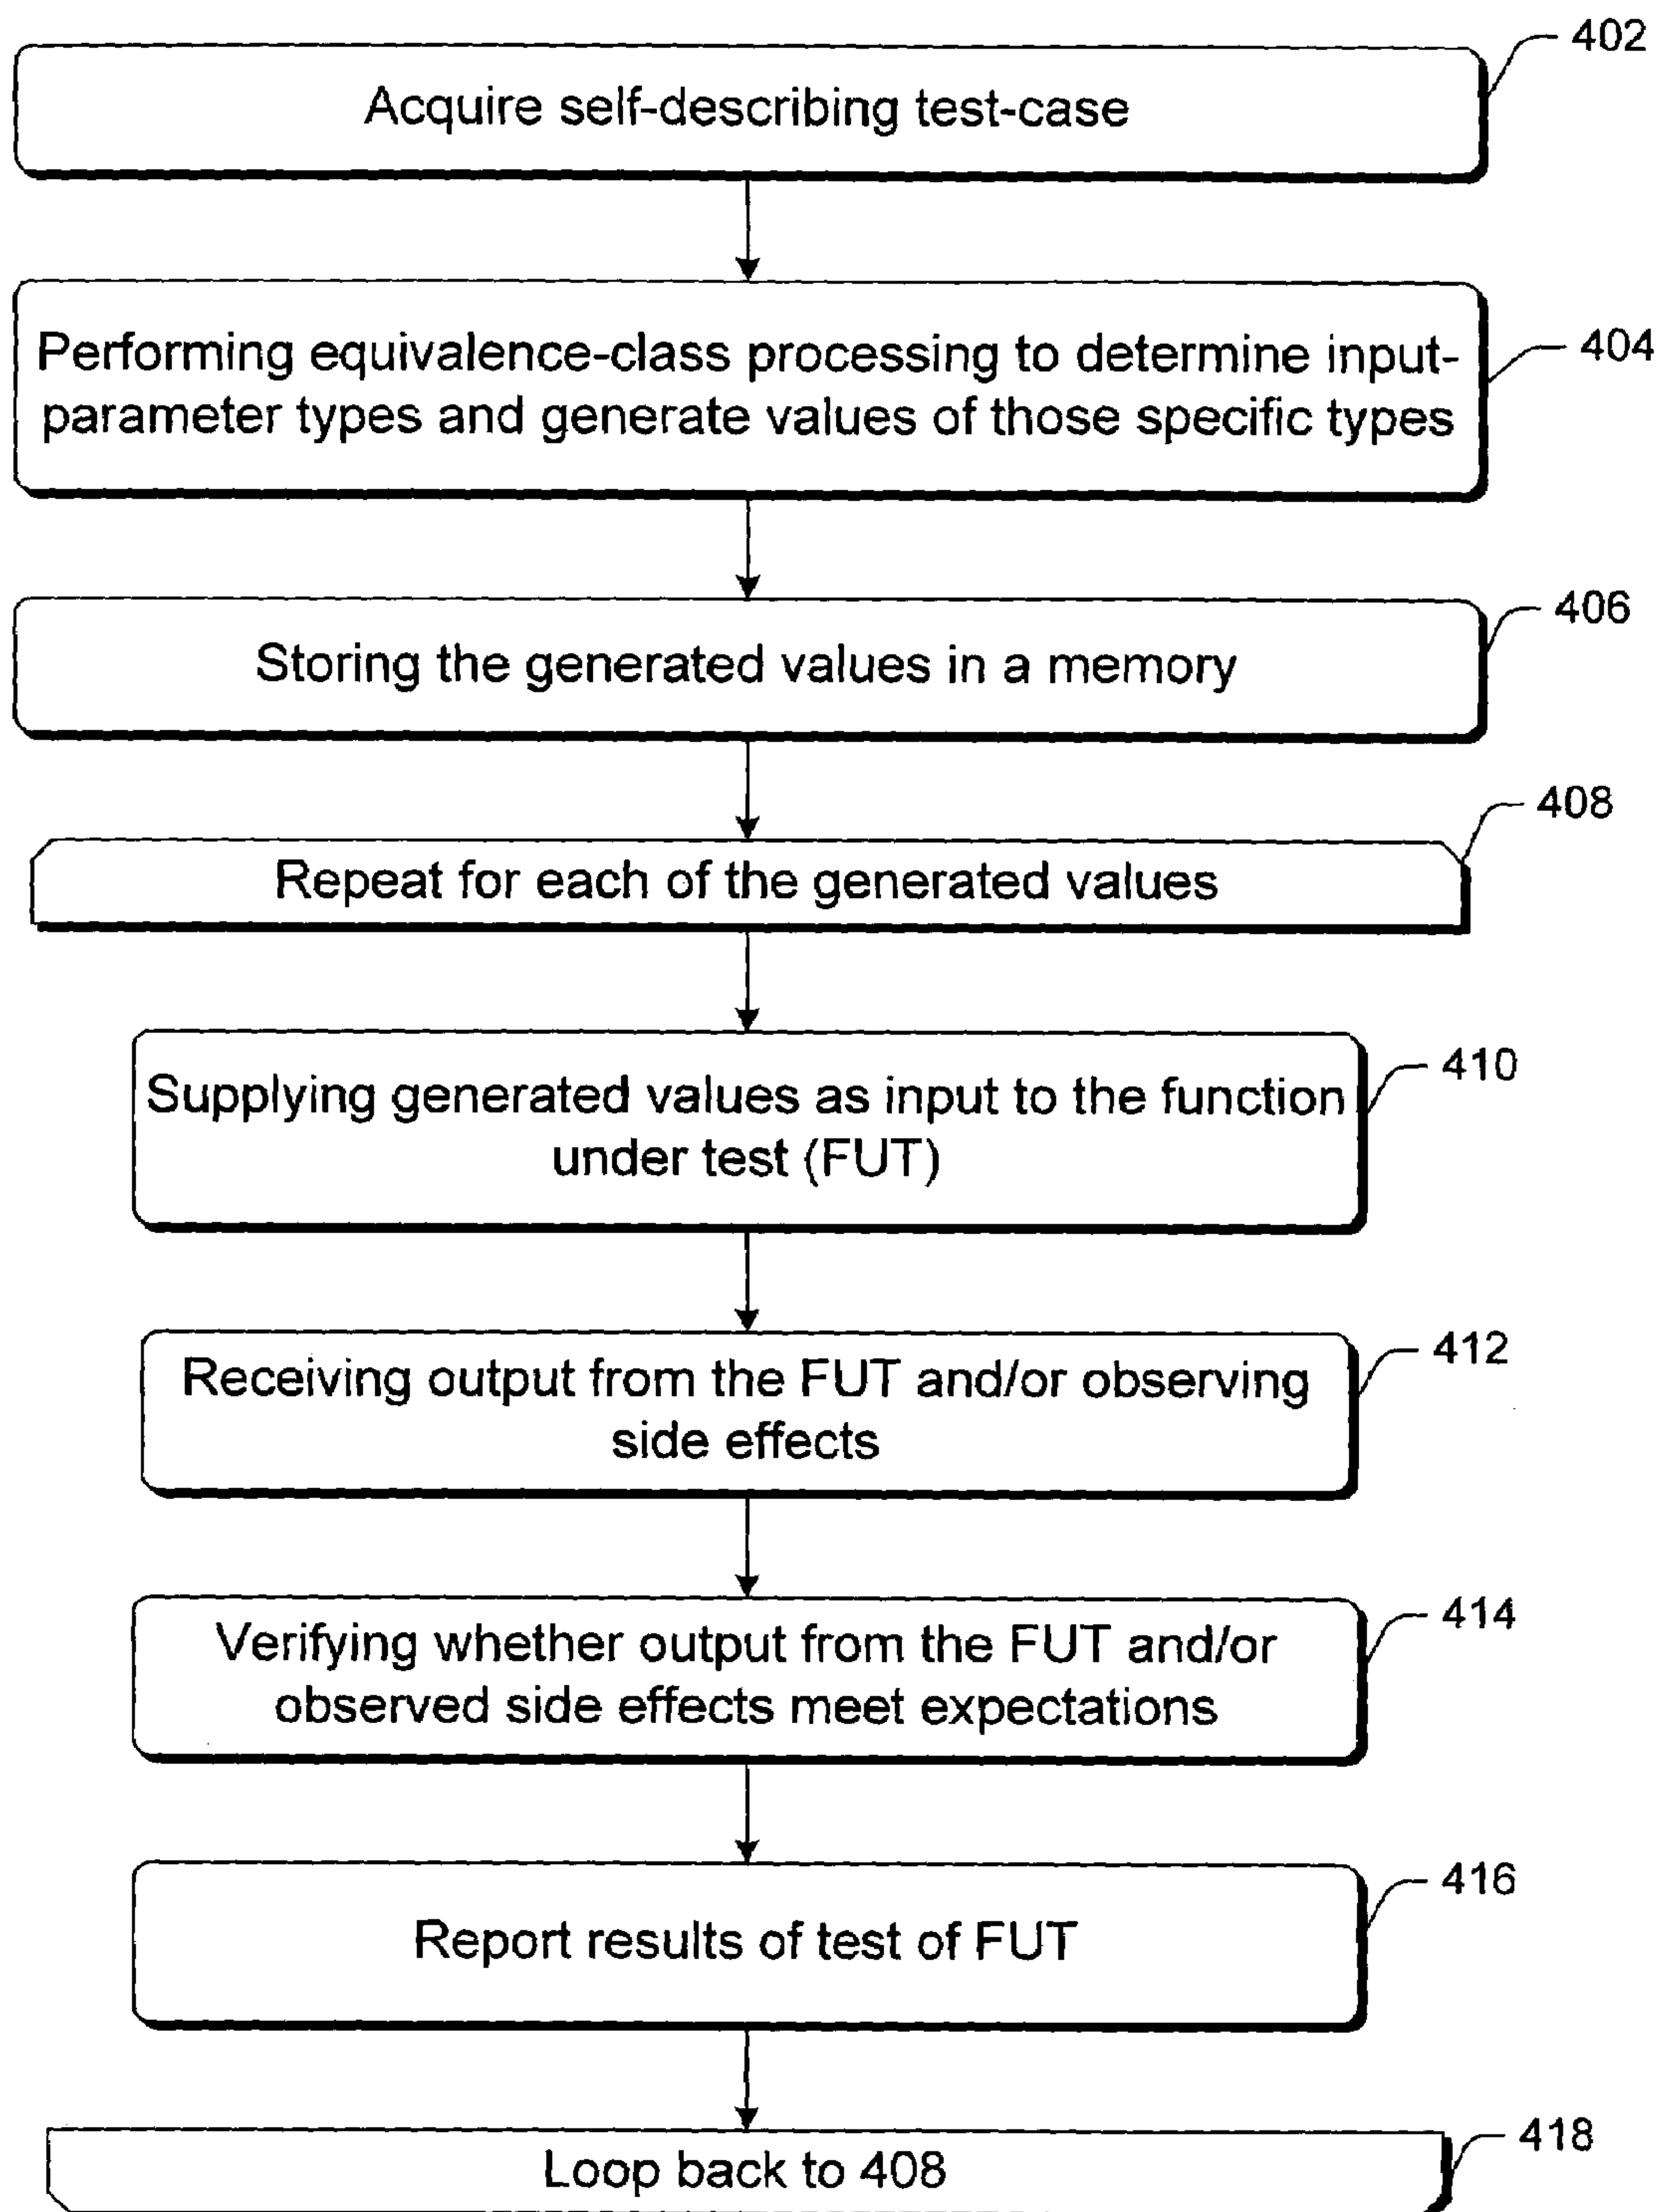 402
Acquire self-describing test-case
404
Performing equivalence-class processing to determine input-
parameter types and generate values of those specific types
406
Storing the generated values in a memory
408
Repeat for each of the generated values
410
Supplying generated values as input to the function
under test (FUT)
412
Receiving output from the FUT and/or observing
side effects
414
Verifying whether output from the FUT and/or
observed side effects meet expectations
416
Report results of test of FUT
418
Loop back to 408